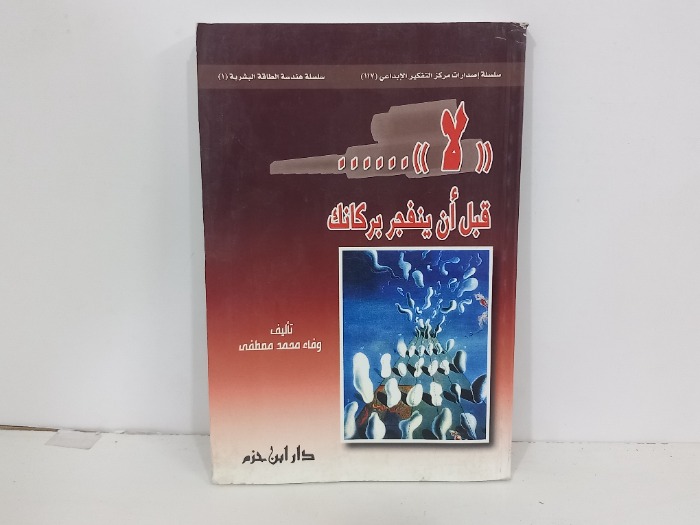 سلسلة إصدارات مركز التفكير الإبداعي (١١٧)
سلسلة هندسة الطاقة البشرية (١)
((لا))......
قبل أن ينفجر بركانك
تأليف
وفاء محمد مصطفى
دار ابن حزم